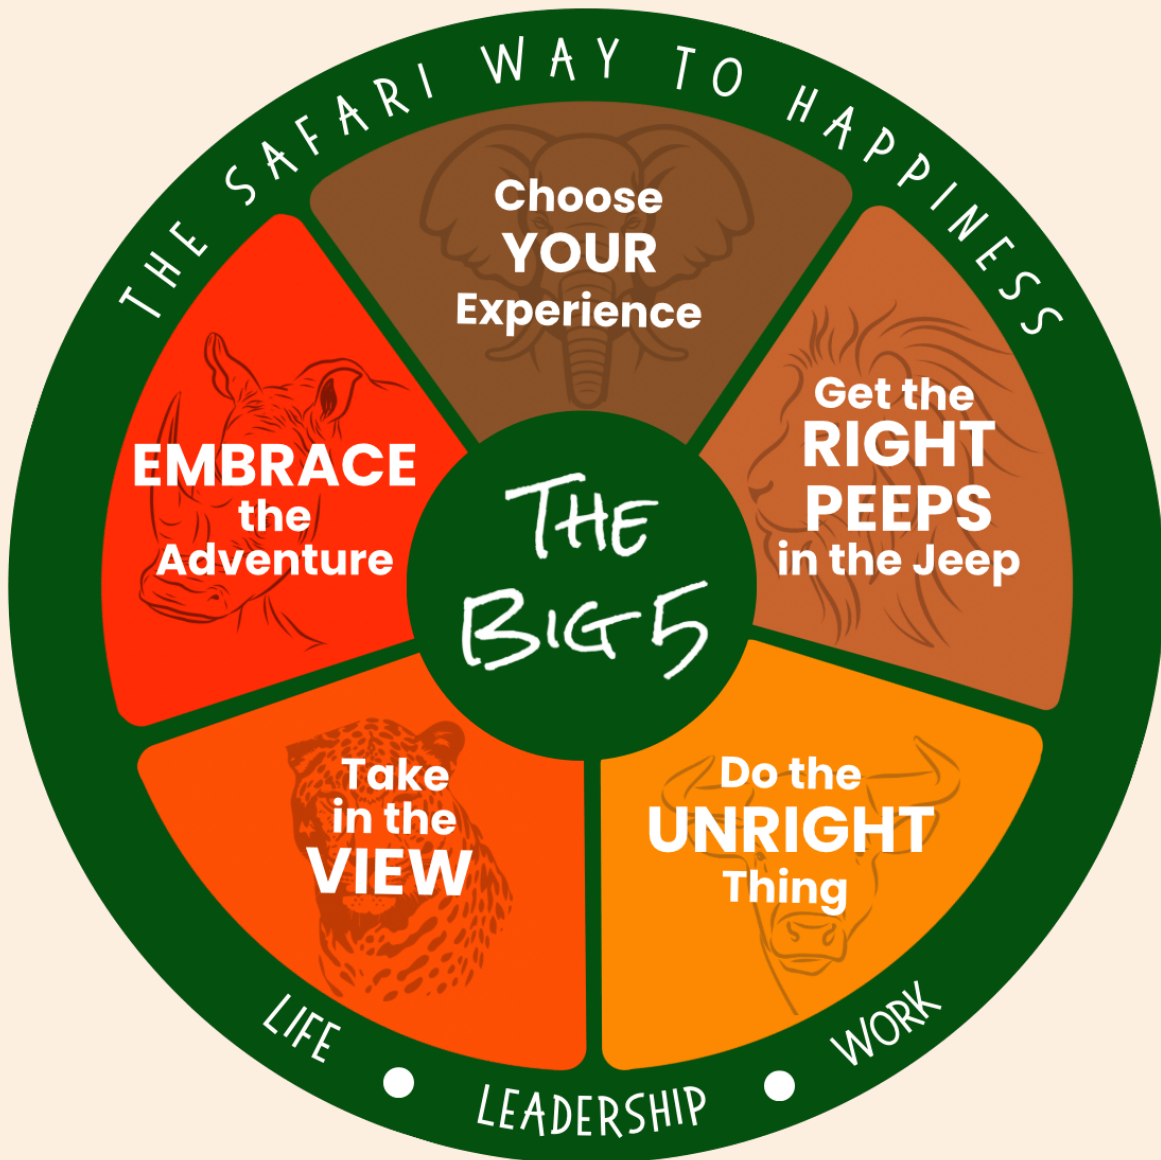 THE SAFARI WAY TO HAPPINESS
Choose
YOUR
Experience
Get the
RIGHT
PEEPS
in the Jeep
Do the
UNRIGHT
Thing
Take
in the
VIEW
EMBRACE
the
Adventure
THE
BIG 5
LIFE • LEADERSHIP • WORK